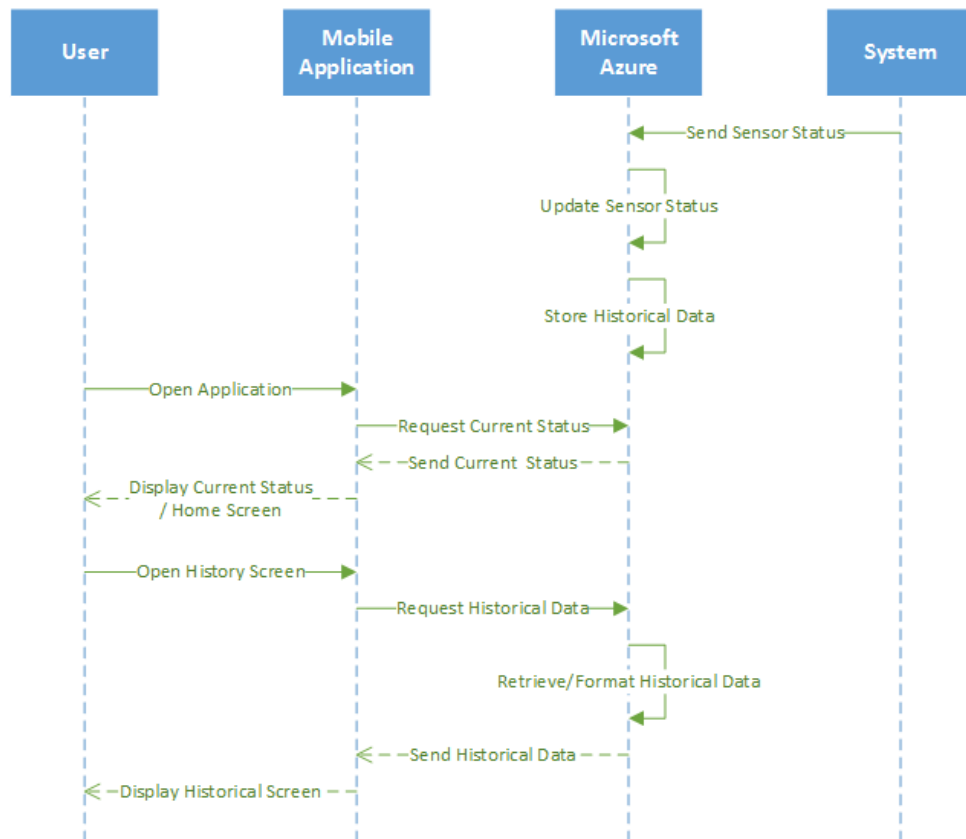 User
Mobile
Application
Microsoft
Azure
System
Send Sensor Status
Update Sensor Status
Store Historical Data
Open Application
Request Current Status
Send Current Status
Display Current Status
/ Home Screen
Open History Screen
Request Historical Data
Retrieve/Format Historical Data
Send Historical Data
Display Historical Screen